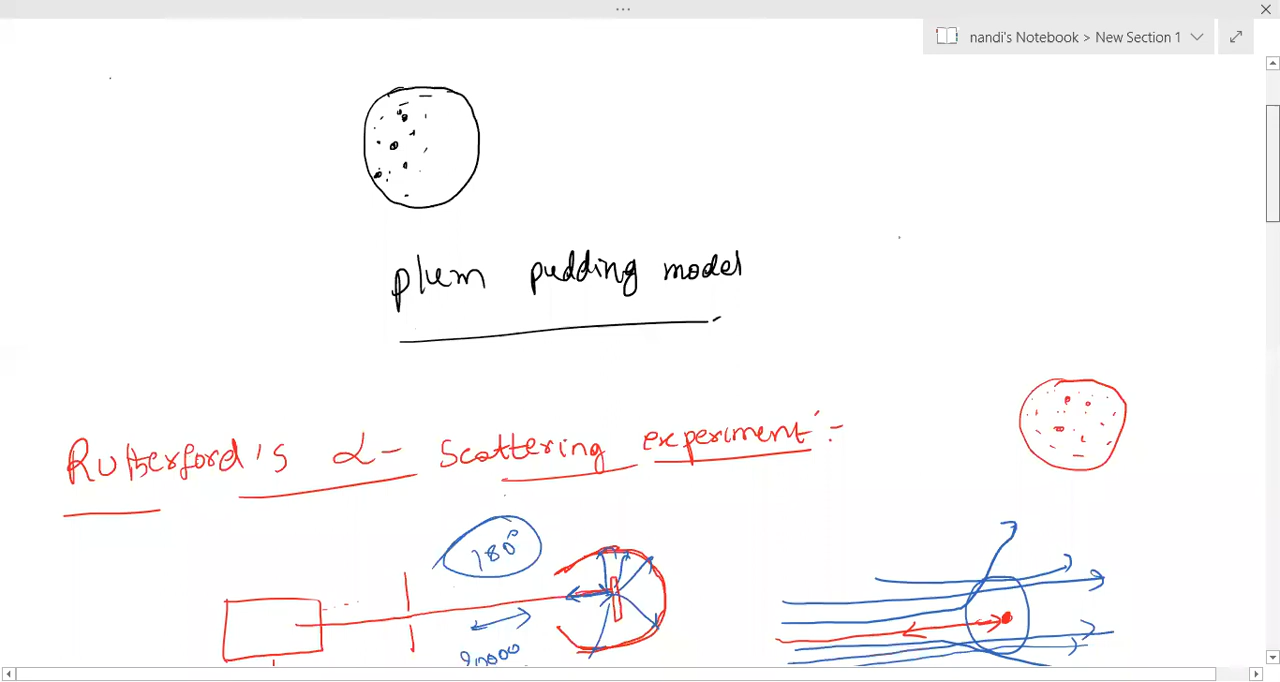 nandi's Notebook > New Section 1
plum pudding model
Rutherford's α- Scattering experiment :-
180°